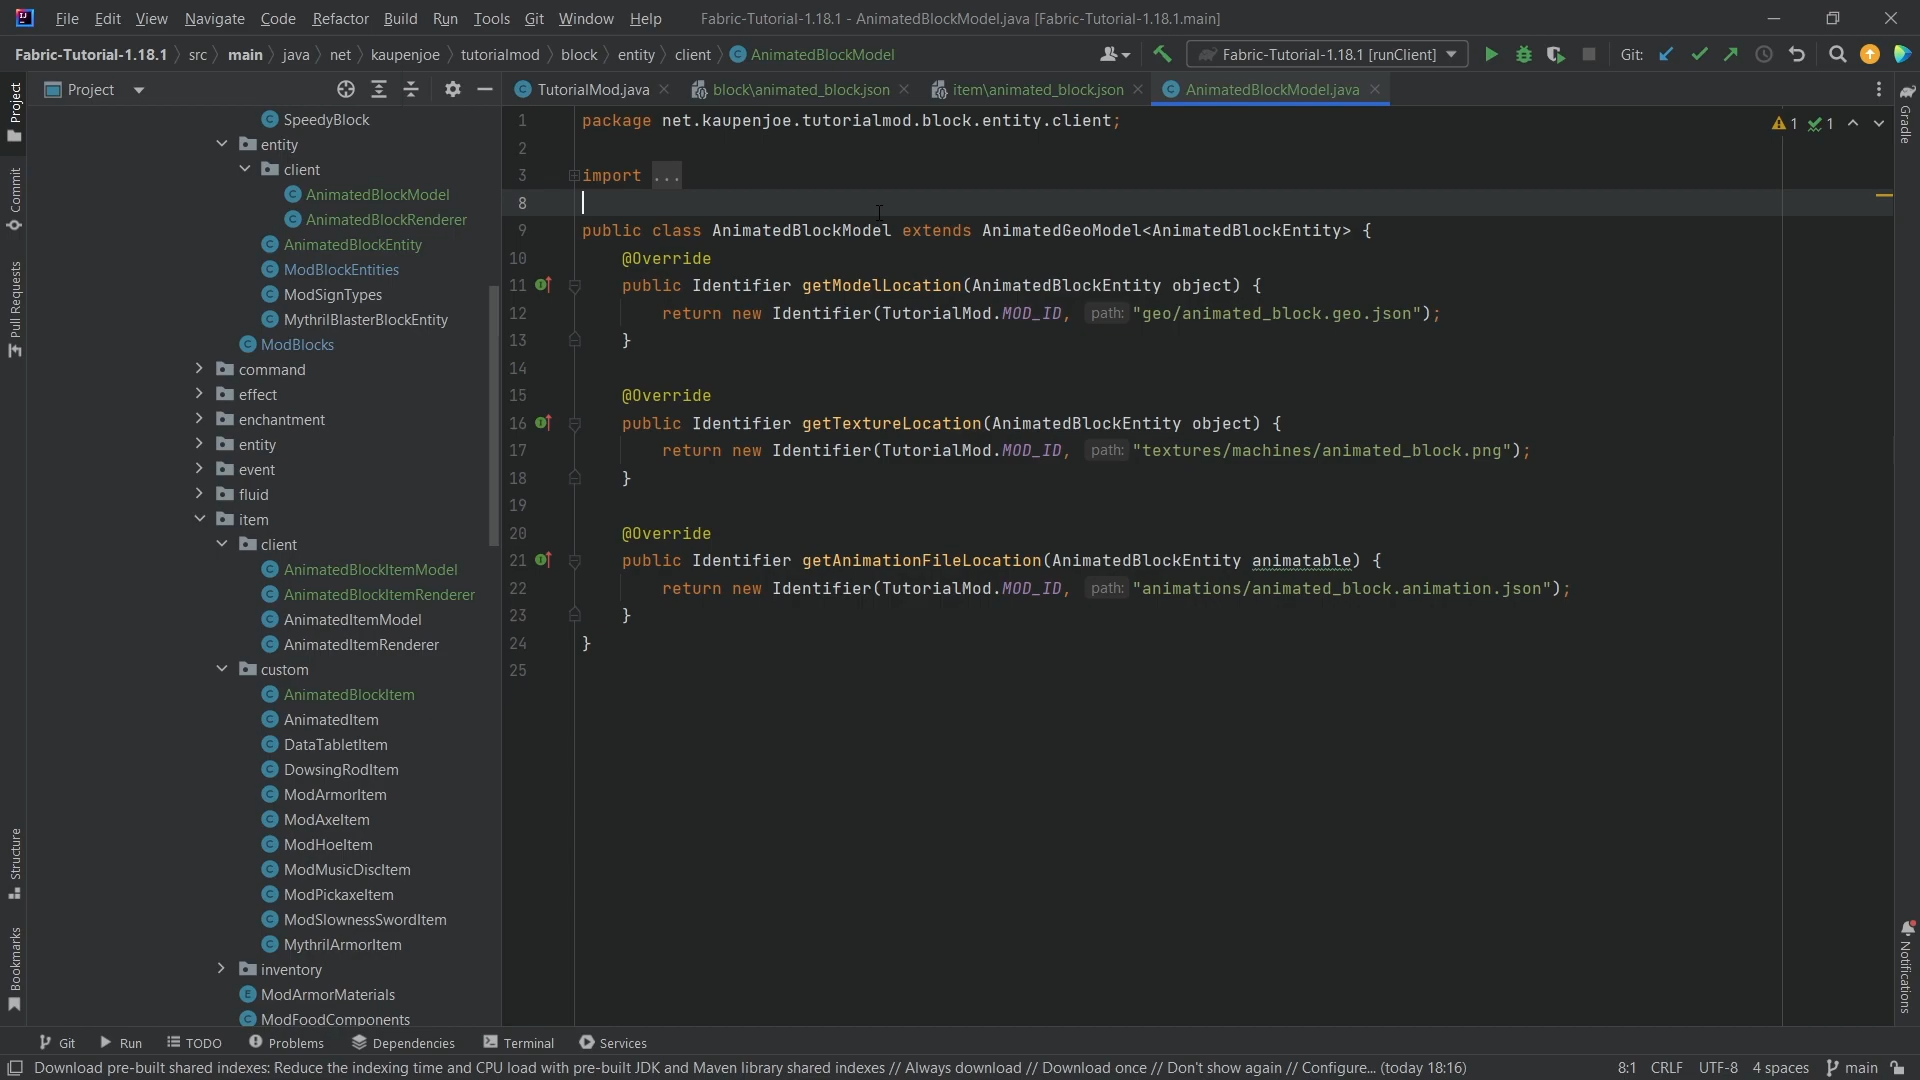 File Edit View Navigate Code Refactor Build Run Tools Git Window Help Fabric-Tutorial-1.18.1 - AnimatedBlockModel.java [Fabric-Tutorial-1.18.1.main]
Fabric-Tutorial-1.18.1 src main java net kaupenjoe tutorialmod block entity client AnimatedBlockModel Fabric-Tutorial-1.18.1 [runClient] Git:
Project TutorialMod.java block\animated_block.json item\animated_block.json AnimatedBlockModel.java
Project
Commit
Pull Requests
Structure
Bookmarks
SpeedyBlock
entity
client
AnimatedBlockModel
AnimatedBlockRenderer
AnimatedBlockEntity
ModBlockEntities
ModSignTypes
MythrilBlasterBlockEntity
ModBlocks
command
effect
enchantment
entity
event
fluid
item
client
AnimatedBlockItemModel
AnimatedBlockItemRenderer
AnimatedItemModel
AnimatedItemRenderer
custom
AnimatedBlockItem
AnimatedItem
DataTabletItem
DowsingRodItem
ModArmorItem
ModAxeItem
ModHoeItem
ModMusicDiscItem
ModPickaxeItem
ModSlownessSwordItem
MythrilArmorItem
inventory
ModArmorMaterials
ModFoodComponents
1 package net.kaupenjoe.tutorialmod.block.entity.client;
2
3 import ...
8
9 public class AnimatedBlockModel extends AnimatedGeoModel<AnimatedBlockEntity> {
10 @Override
11 public Identifier getModelLocation(AnimatedBlockEntity object) {
12 return new Identifier(TutorialMod.MOD_ID, path: "geo/animated_block.geo.json");
13 }
14
15 @Override
16 public Identifier getTextureLocation(AnimatedBlockEntity object) {
17 return new Identifier(TutorialMod.MOD_ID, path: "textures/machines/animated_block.png");
18 }
19
20 @Override
21 public Identifier getAnimationFileLocation(AnimatedBlockEntity animatable) {
22 return new Identifier(TutorialMod.MOD_ID, path: "animations/animated_block.animation.json");
23 }
24 }
25
1 1
Gradle
Notifications
Git Run TODO Problems Dependencies Terminal Services
Download pre-built shared indexes: Reduce the indexing time and CPU load with pre-built JDK and Maven library shared indexes // Always download // Download once // Don't show again // Configure... (today 18:16) 8:1 CRLF UTF-8 4 spaces main